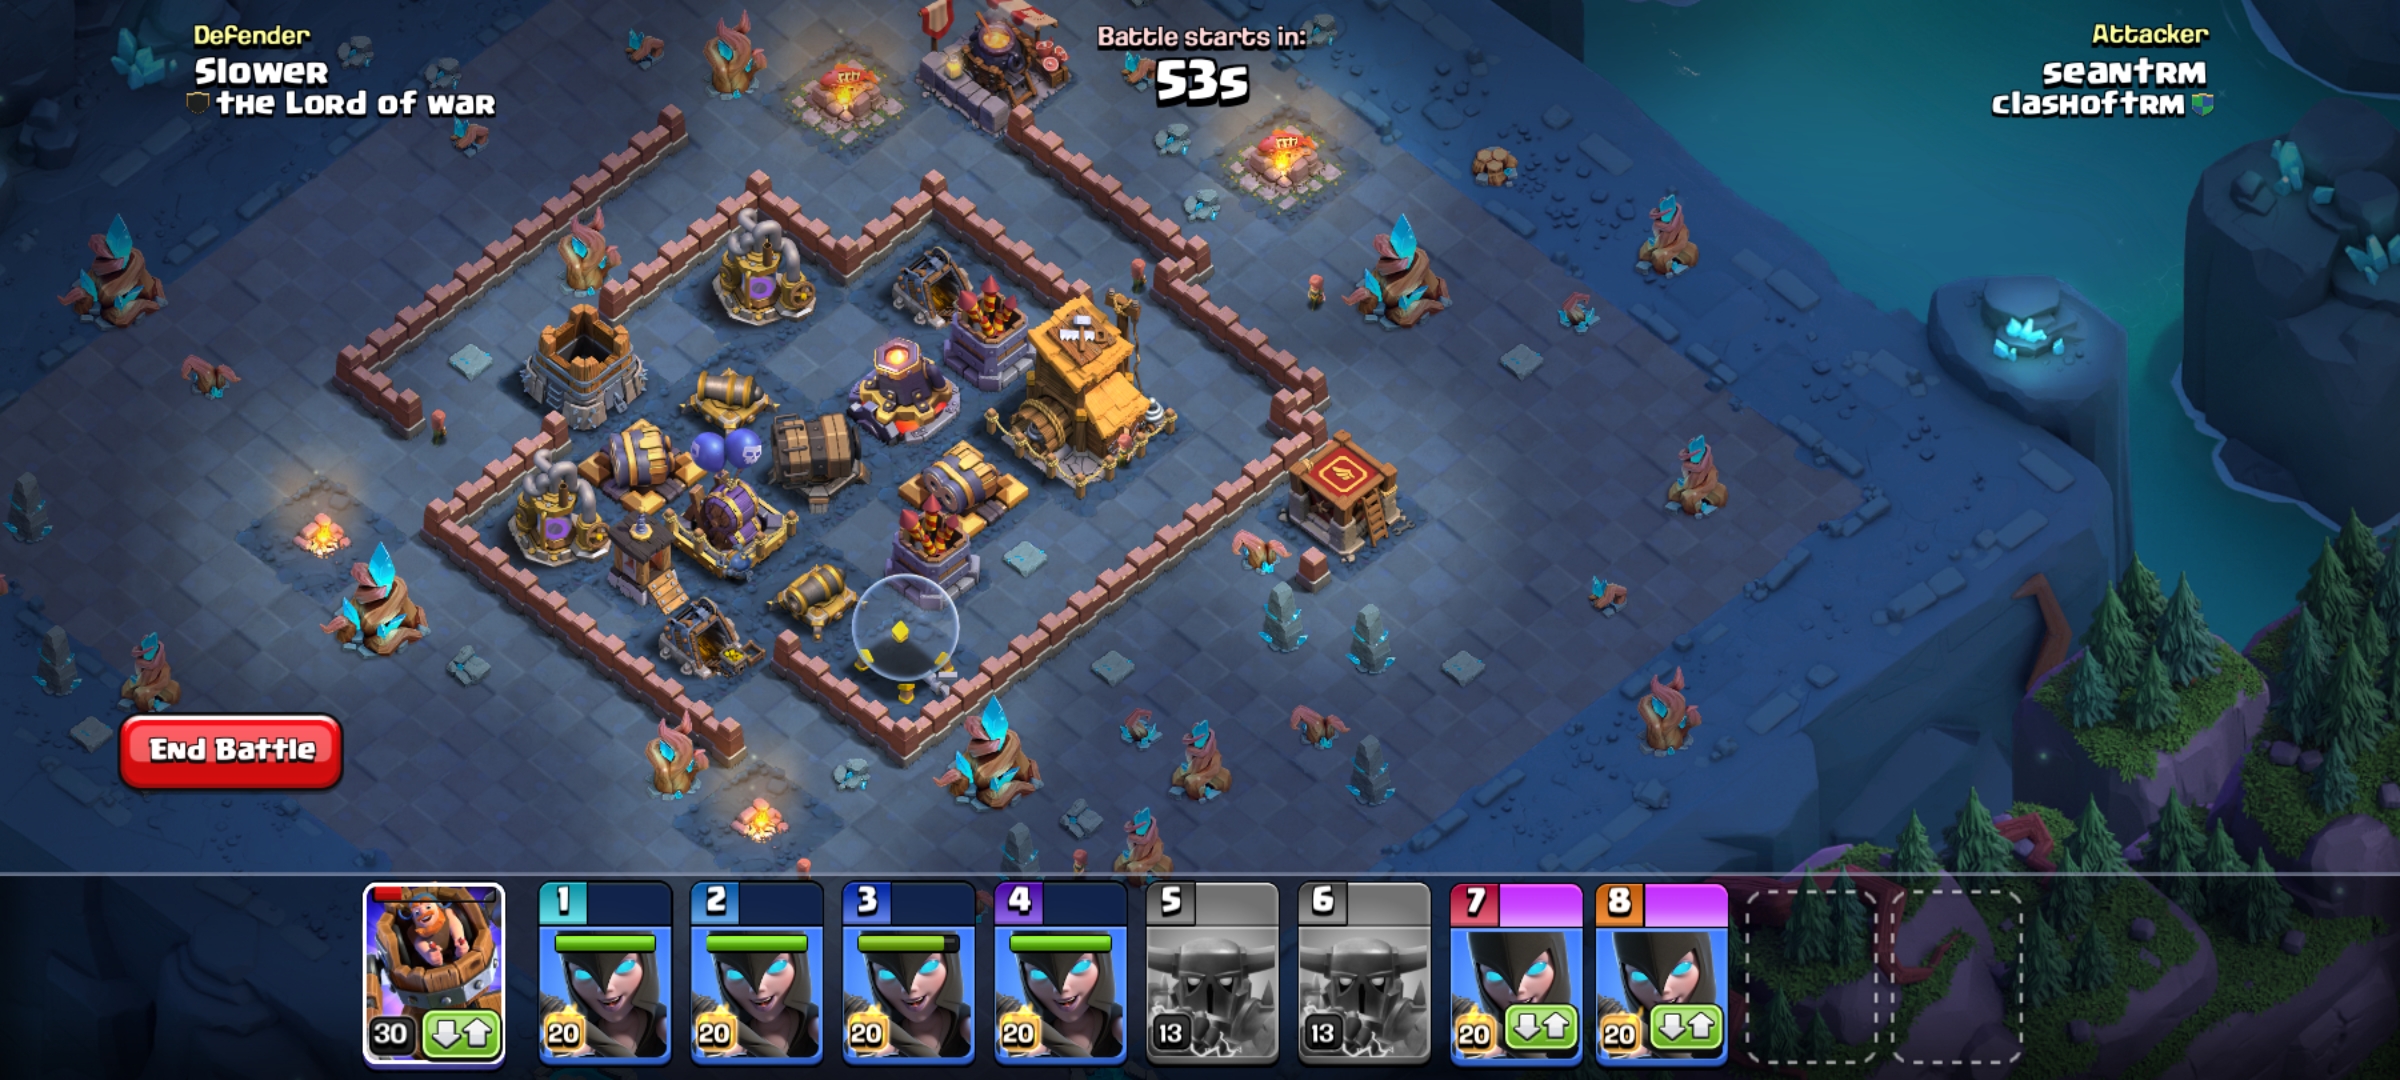 Defender
Slower
the Lord of war
Battle starts in:
53s
Attacker
seantRM
clashoftRM
End Battle
30
1
20
2
20
3
20
4
20
5
13
6
13
7
20
8
20